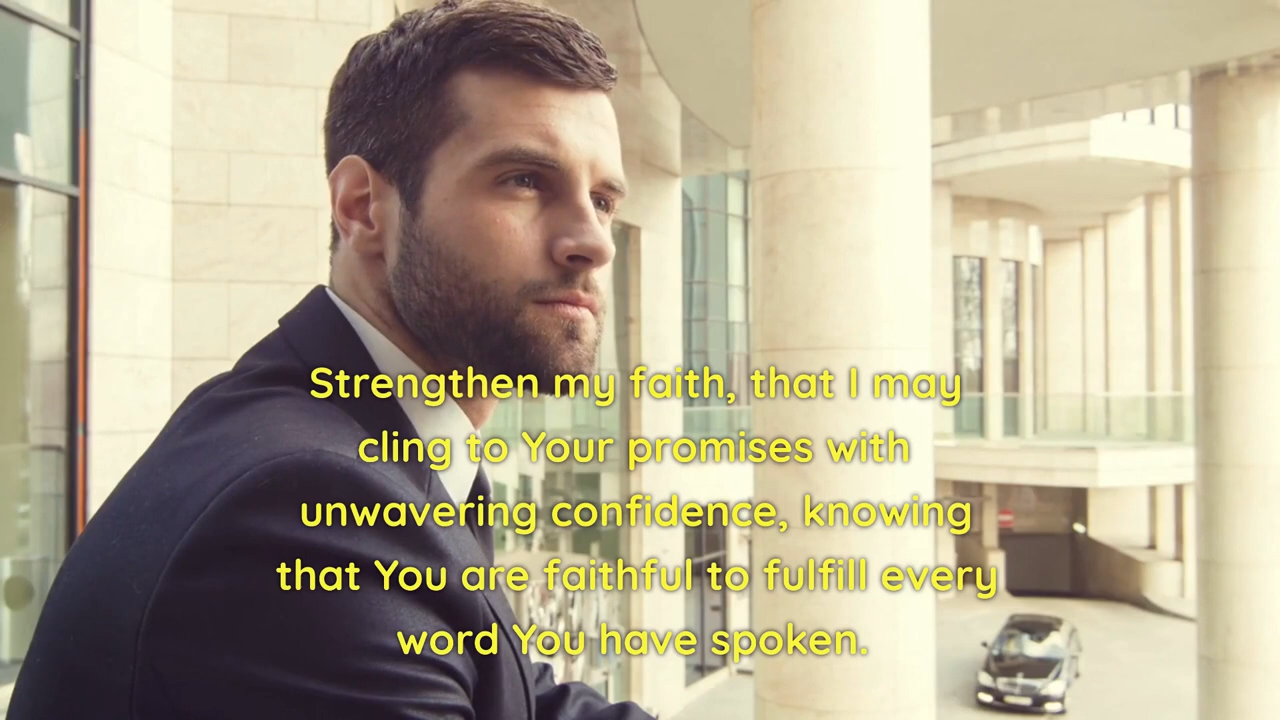 Strengthen my faith, that I may
cling to Your promises with
unwavering confidence, knowing
that You are faithful to fulfill every
word You have spoken.